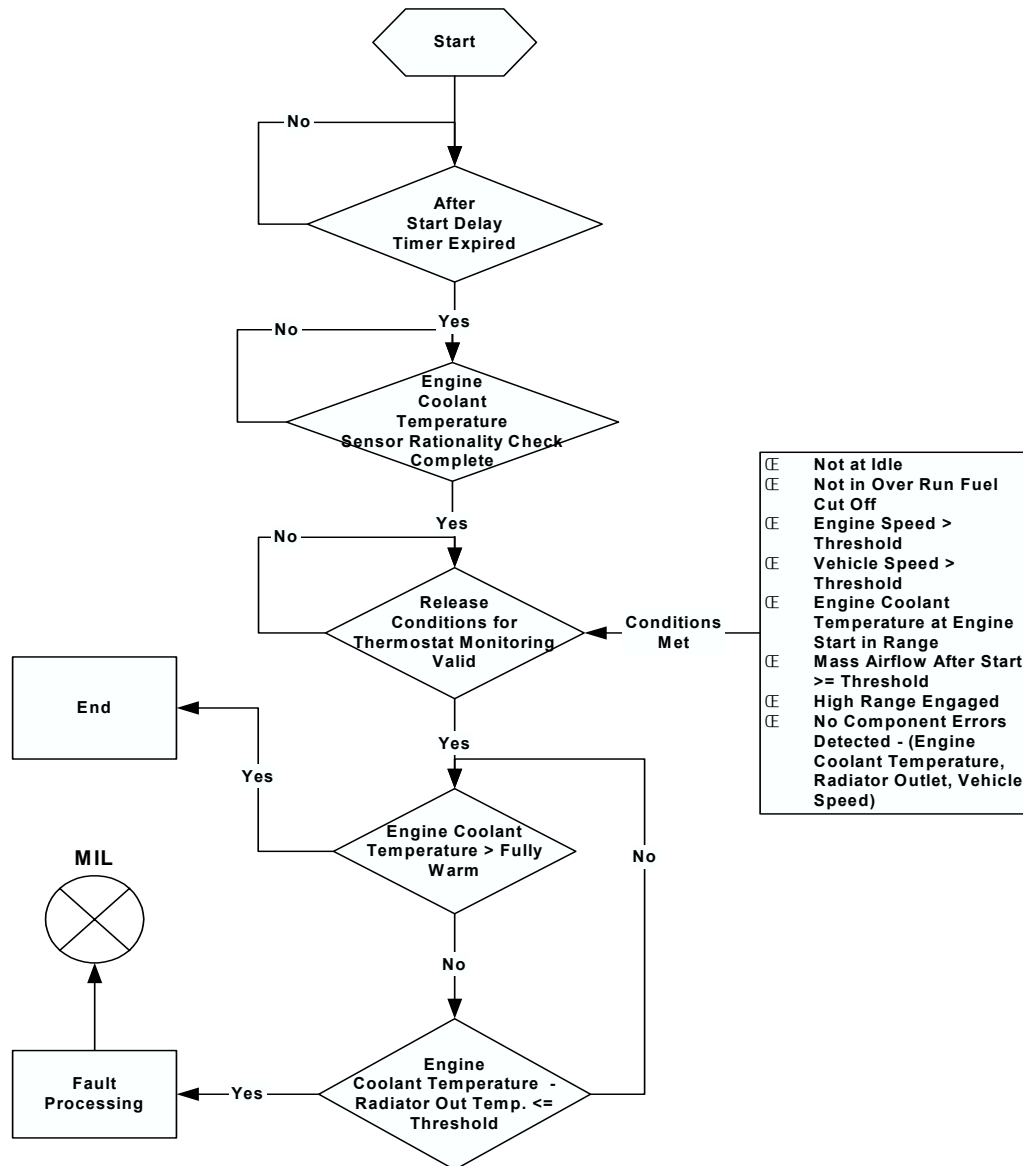 Start
No
After
Start Delay
Timer Expired
Yes
No
Engine
Coolant
Temperature
Sensor Rationality Check
Complete
Yes
No
Release
Conditions for
Thermostat Monitoring
Valid
Conditions
Met
Œ Not at Idle
Œ Not in Over Run Fuel
Cut Off
Œ Engine Speed >
Threshold
Œ Vehicle Speed >
Threshold
Œ Engine Coolant
Temperature at Engine
Start in Range
Œ Mass Airflow After Start
>= Threshold
Œ High Range Engaged
Œ No Component Errors
Detected - (Engine
Coolant Temperature,
Radiator Outlet, Vehicle
Speed)
End
Yes
Yes
Engine Coolant
Temperature > Fully
Warm
No
MIL
No
Engine
Coolant Temperature -
Radiator Out Temp. <=
Threshold
Yes
Fault
Processing